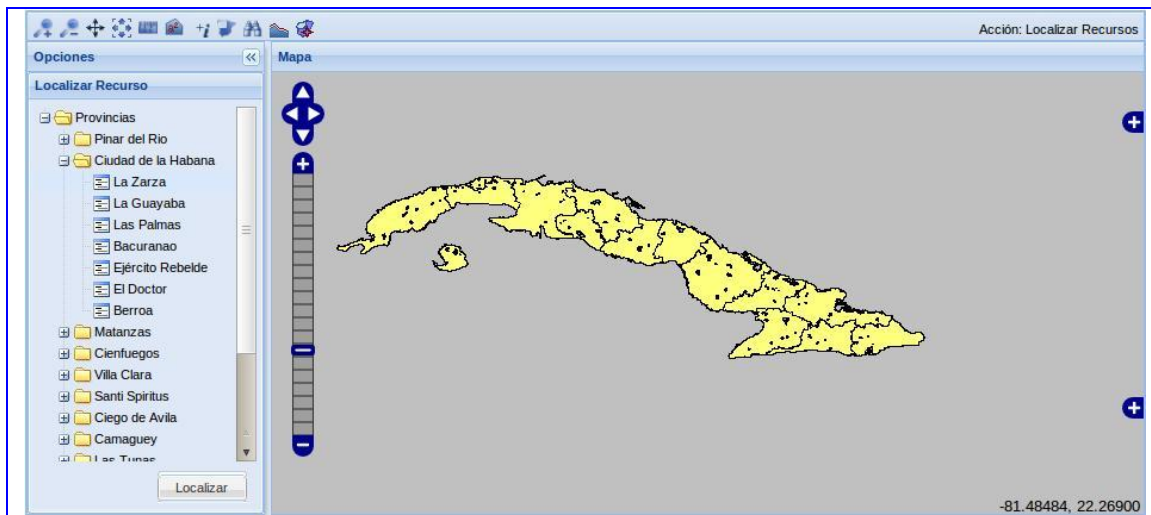 Acción: Localizar Recursos
Opciones
Mapa
Localizar Recurso
Provincias
Pinar del Rio
Ciudad de la Habana
La Zarza
La Guayaba
Las Palmas
Bacuranao
Ejército Rebelde
El Doctor
Berroa
Matanzas
Cienfuegos
Villa Clara
Santi Spiritus
Ciego de Avila
Camaguey
Las Tunas
Localizar
-81.48484, 22.26900